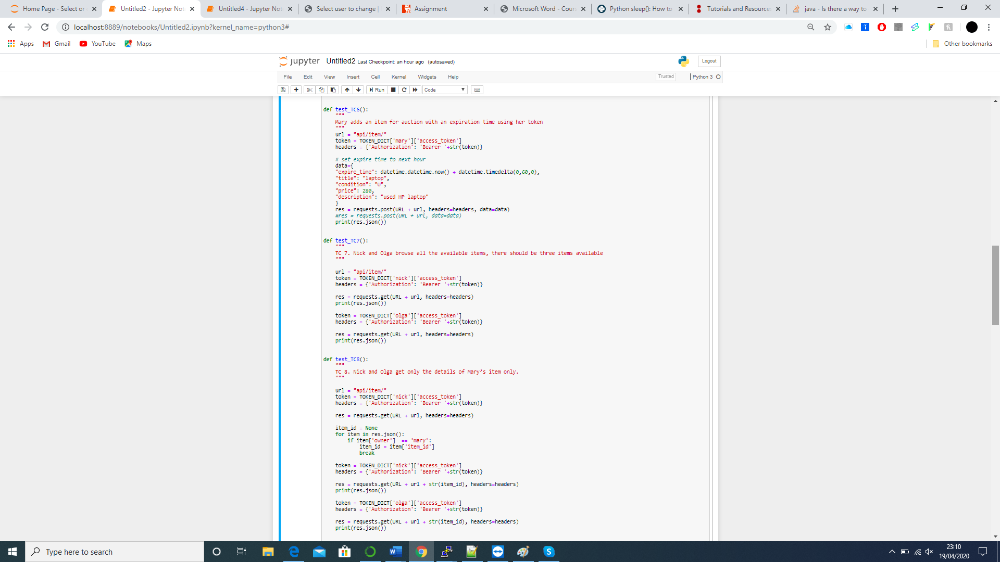 Home Page - Select or
Untitled2 - Jupyter Not
Untitled4 - Jupyter Not
Select user to change |
Assignment
Microsoft Word - Cours
Python sleep(): How to
Tutorials and Resources
java - Is there a way to
localhost:8889/notebooks/Untitled2.ipynb?kernel_name=python3#
Apps
Gmail
YouTube
Maps
Other bookmarks
jupyter Untitled2 Last Checkpoint: an hour ago (autosaved)
Logout
File Edit View Insert Cell Kernel Widgets Help
Trusted
Python 3
Run
Code
def test_TC6():
"""
Mary adds an item for auction with an expiration time using her token
"""
url = "api/item/"
token = TOKEN_DICT['mary']['access_token']
headers = {'Authorization': 'Bearer '+str(token)}
# set expire time to next hour
data={
"expire_time": datetime.datetime.now() + datetime.timedelta(0,60,0),
"title": "laptop",
"condition": "U",
"price": 280,
"description": "used HP laptop"
}
res = requests.post(URL + url, headers=headers, data=data)
#res = requests.post(URL + url, data=data)
print(res.json())
def test_TC7():
"""
TC 7. Nick and Olga browse all the available items, there should be three items available
"""
url = "api/item/"
token = TOKEN_DICT['nick']['access_token']
headers = {'Authorization': 'Bearer '+str(token)}
res = requests.get(URL + url, headers=headers)
print(res.json())
token = TOKEN_DICT['olga']['access_token']
headers = {'Authorization': 'Bearer '+str(token)}
res = requests.get(URL + url, headers=headers)
print(res.json())
def test_TC8():
"""
TC 8. Nick and Olga get only the details of Mary’s item only.
"""
url = "api/item/"
token = TOKEN_DICT['nick']['access_token']
headers = {'Authorization': 'Bearer '+str(token)}
res = requests.get(URL + url, headers=headers)
item_id = None
for item in res.json():
if item['owner'] == 'mary':
item_id = item['item_id']
break
token = TOKEN_DICT['nick']['access_token']
headers = {'Authorization': 'Bearer '+str(token)}
res = requests.get(URL + url + str(item_id), headers=headers)
print(res.json())
token = TOKEN_DICT['olga']['access_token']
headers = {'Authorization': 'Bearer '+str(token)}
res = requests.get(URL + url + str(item_id), headers=headers)
print(res.json())
Type here to search
23:10
19/04/2020